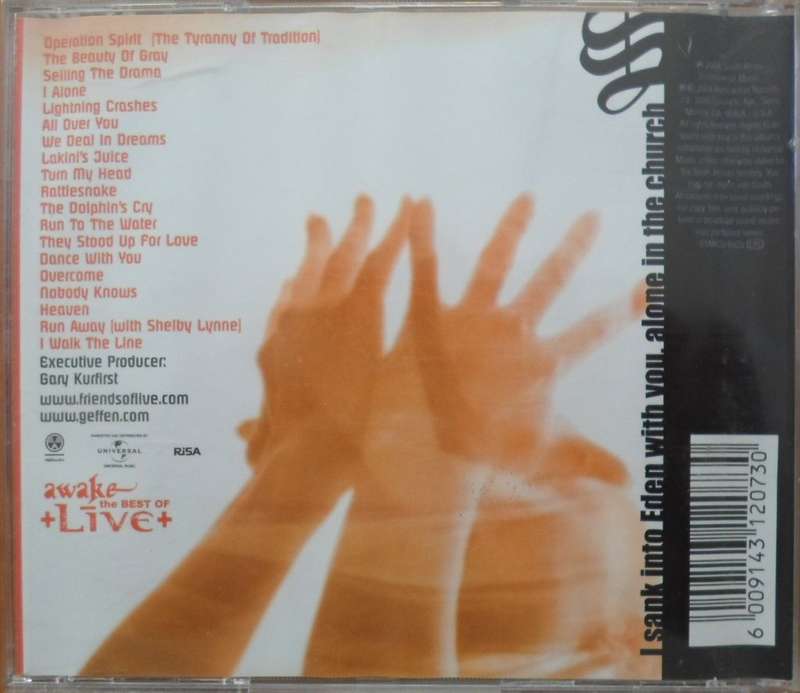 Operation Spirit (The Tyranny Of Tradition)
The Beauty Of Gray
Selling The Drama
I Alone
Lightning Crashes
All Over You
We Deal In Dreams
Lakini's Juice
Turn My Head
Rattlesnake
The Dolphin's Cry
Run To The Water
They Stood Up For Love
Dance With You
Overcome
Nobody Knows
Heaven
Run Away (with Shelby Lynne)
I Walk The Line
Executive Producer:
Gary Kurfirst
www.friendsoflive.com
www.geffen.com
UNIVERSAL
UNIVERSAL MUSIC
RiSA
awake
the BEST OF
+LĪVE+
I sank into Eden with you, alone in the church
6 009143 120730